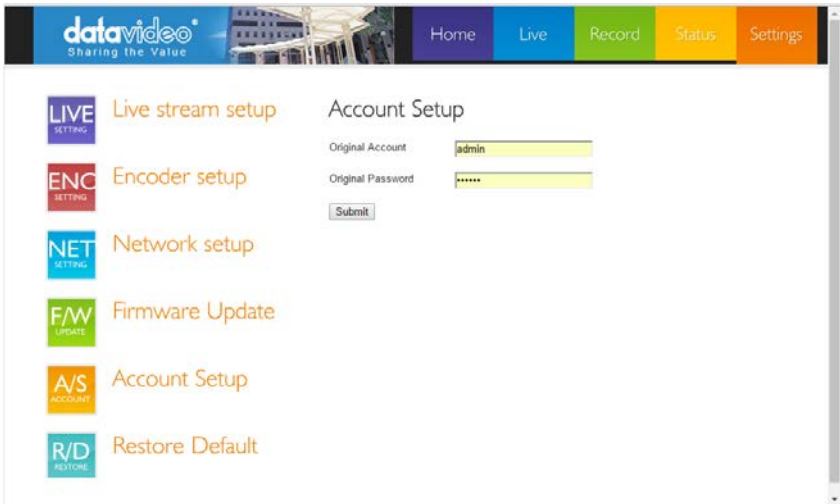 datavideo®
Sharing the Value
Home
Live
Record
Status
Settings
LIVE
SETTING
Live stream setup
ENC
SETTING
Encoder setup
NET
SETTING
Network setup
F/W
UPDATE
Firmware Update
A/S
ACCOUNT
Account Setup
R/D
RESTORE
Restore Default
Account Setup
Original Account
admin
Original Password
••••••
Submit